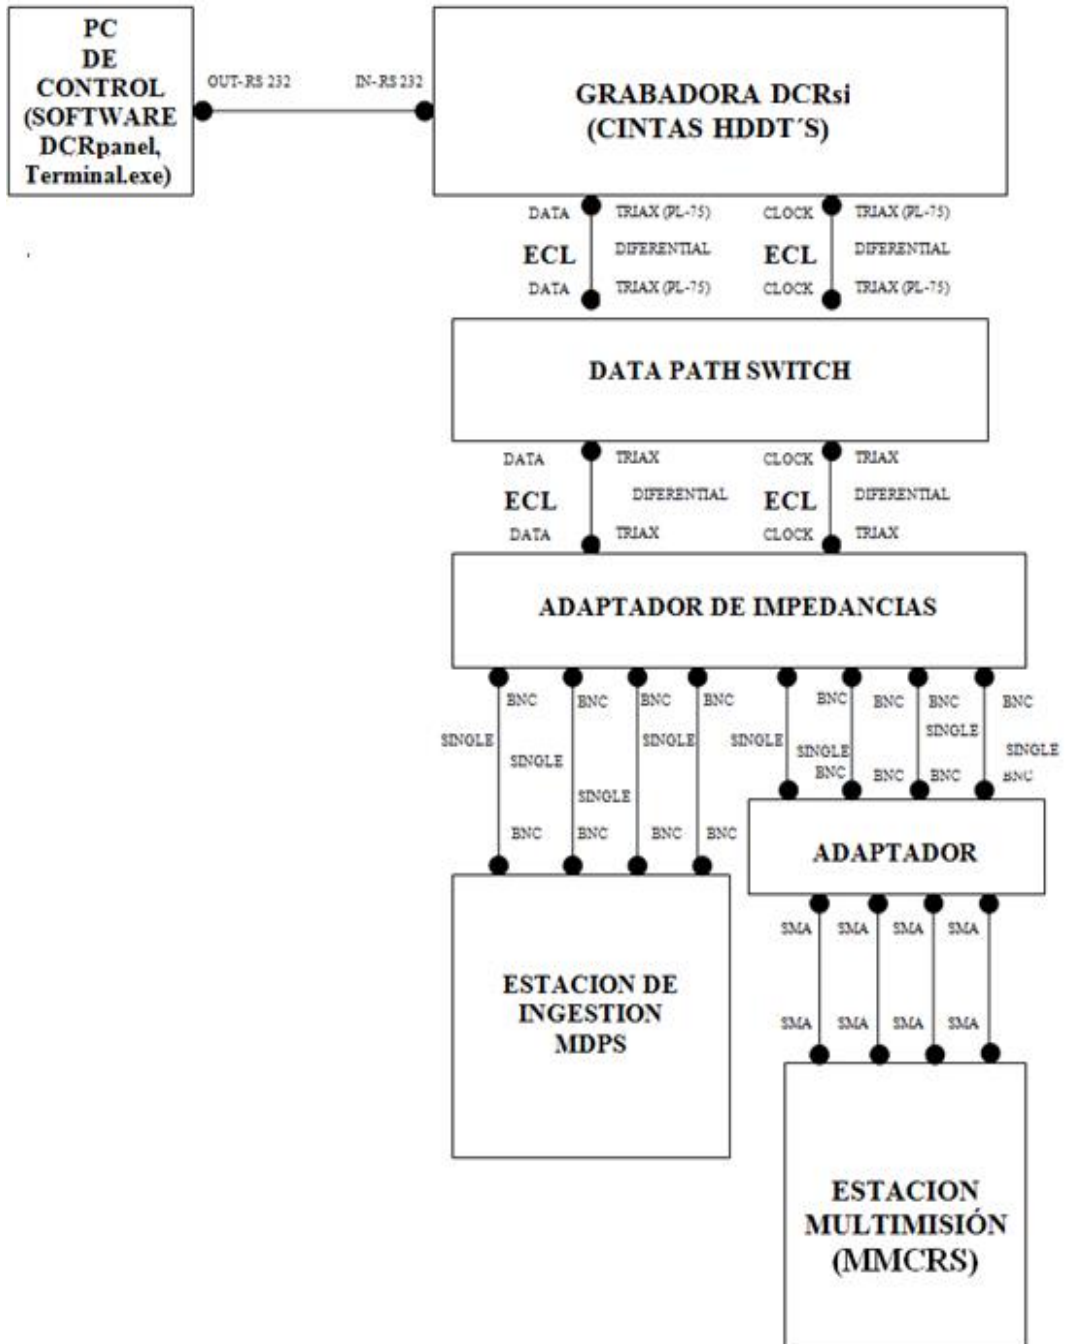 PC
DE
CONTROL
(SOFTWARE
DCRpanel,
Terminal.exe)
OUT-RS 232 IN-RS 232
GRABADORA DCRsi
(CINTAS HDDT´S)
DATA TRIAX (PL-75) CLOCK TRIAX (PL-75)
ECL DIFERENTIAL ECL DIFERENTIAL
DATA TRIAX (PL-75) CLOCK TRIAX (PL-75)
DATA PATH SWITCH
DATA TRIAX CLOCK TRIAX
ECL DIFERENTIAL ECL DIFERENTIAL
DATA TRIAX CLOCK TRIAX
ADAPTADOR DE IMPEDANCIAS
BNC BNC BNC BNC BNC BNC BNC BNC
SINGLE SINGLE SINGLE SINGLE SINGLE SINGLE SINGLE SINGLE
BNC BNC BNC BNC
BNC BNC BNC BNC
ADAPTADOR
SMA SMA SMA SMA
ESTACION DE
INGESTION
MDPS
SMA SMA SMA SMA
ESTACION
MULTIMISIÓN
(MMCRS)